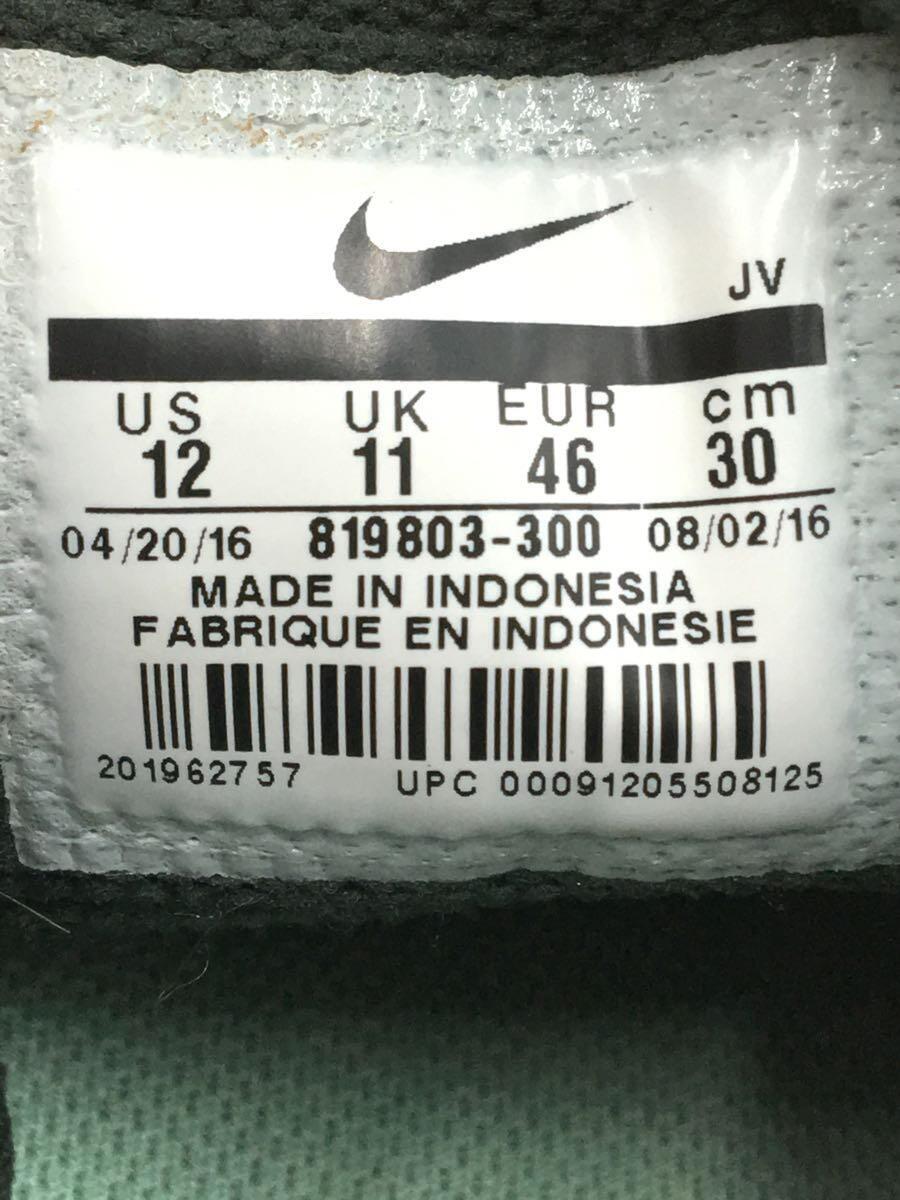 JV
US UK EUR cm
12 11 46 30
04/20/16 819803-300 08/02/16
MADE IN INDONESIA
FABRIQUE EN INDONESIE
201962757 UPC 00091205508125